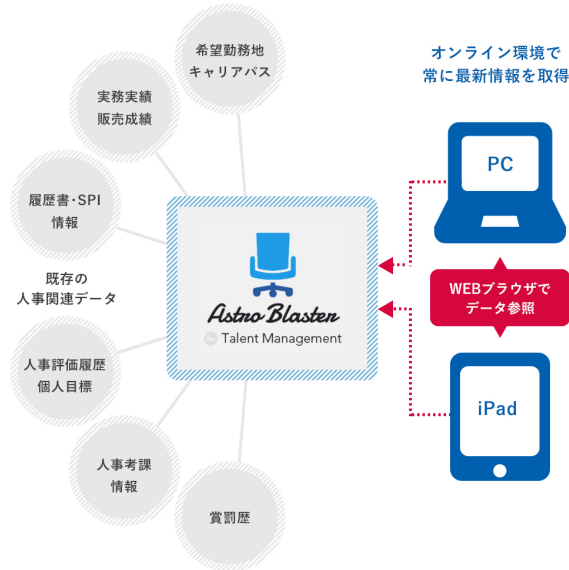 希望勤務地
キャリアパス
実務実績
販売成績
履歴書・SPI
情報
既存の
人事関連データ
人事評価履歴
個人目標
人事考課
情報
賞罰歴
Astro Blaster
Talent Management
オンライン環境で
常に最新情報を取得
PC
WEBブラウザで
データ参照
iPad